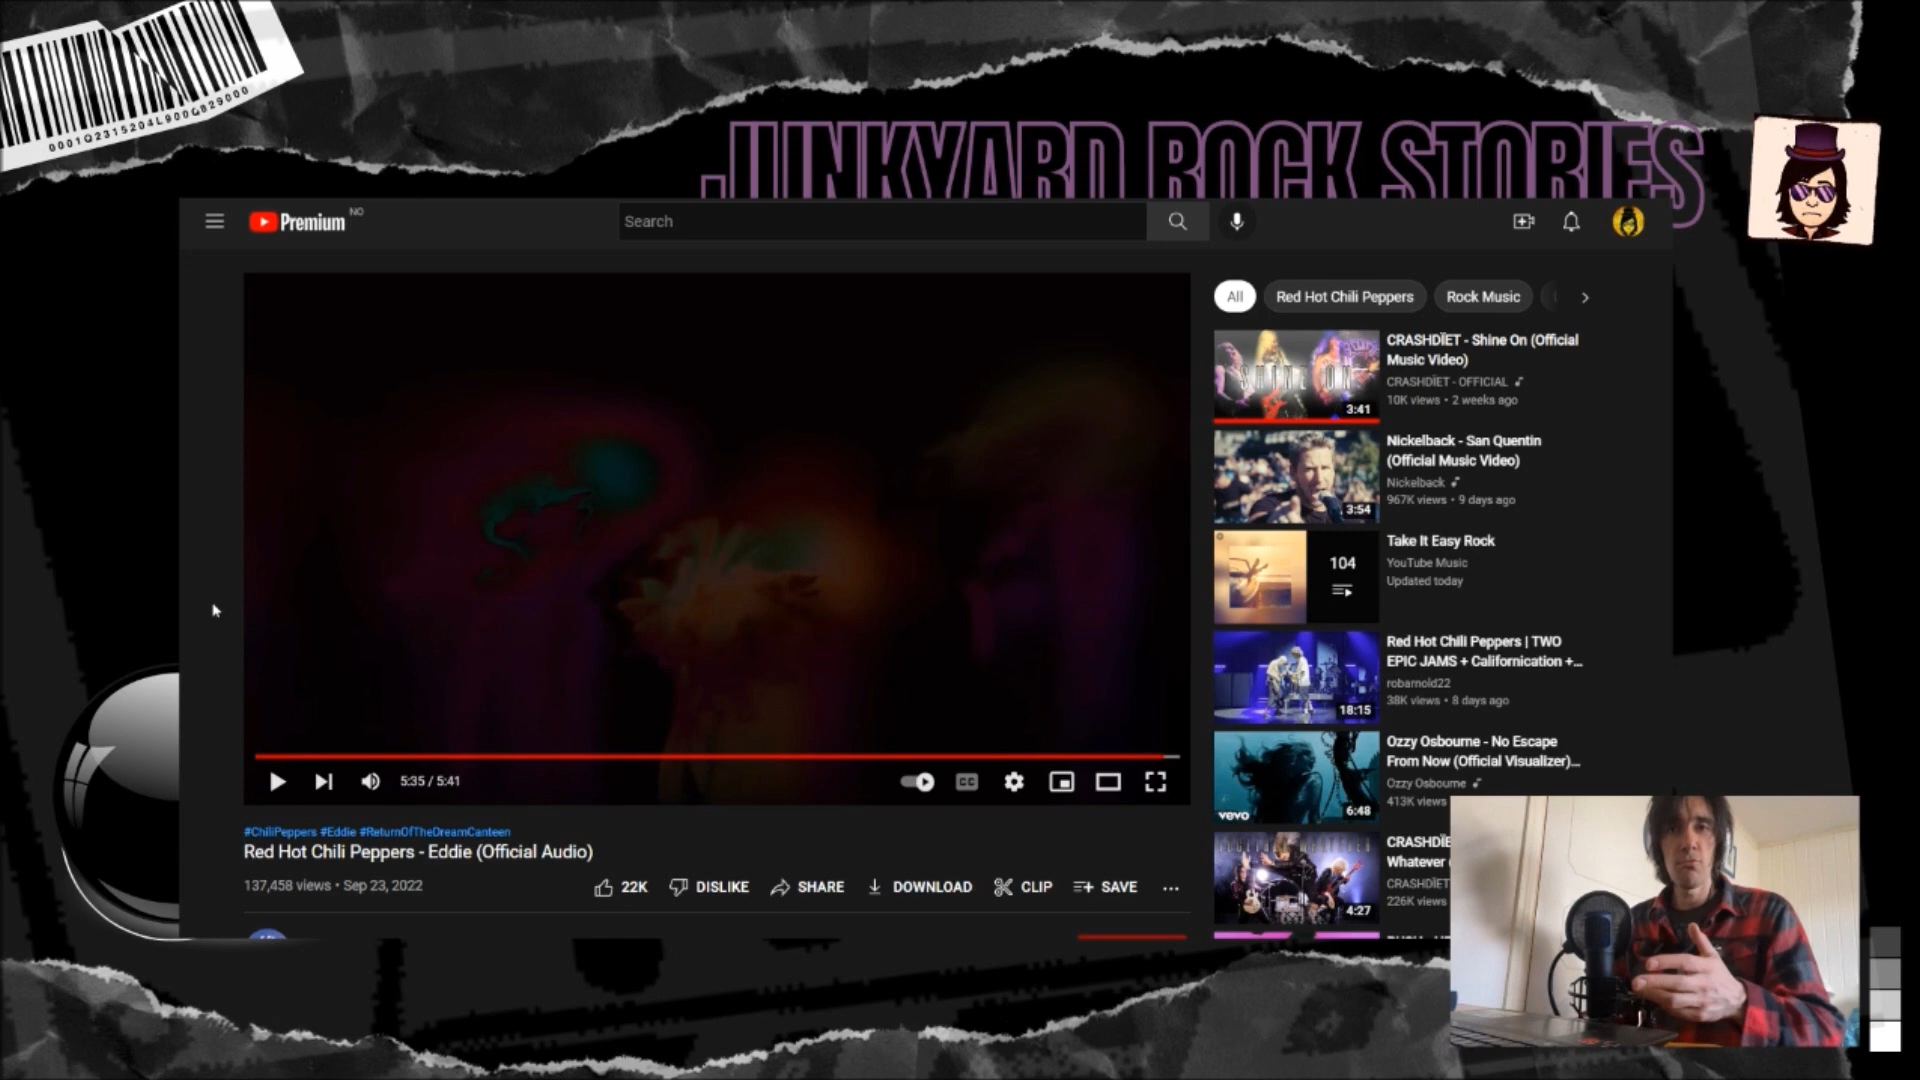 0001Q2315204L900G829000
JUNKYARD ROCK STORIES
Premium
NO
Search
All
Red Hot Chili Peppers
Rock Music
CRASHDÏET - Shine On (Official
Music Video)
CRASHDÏET - OFFICIAL
10K views • 2 weeks ago
SHINE ON
3:41
Nickelback - San Quentin
(Official Music Video)
Nickelback
967K views • 9 days ago
3:54
Take It Easy Rock
YouTube Music
Updated today
104
Red Hot Chili Peppers | TWO
EPIC JAMS + Californication +...
robarnold22
38K views • 8 days ago
18:15
Ozzy Osbourne - No Escape
From Now (Official Visualizer)...
Ozzy Osbourne
413K views
vevo
6:48
CRASHDÏE
Whatever
CRASHDÏET
226K views
4:27
5:35 / 5:41
CC
#ChiliPeppers #Eddie #ReturnOfTheDreamCanteen
Red Hot Chili Peppers - Eddie (Official Audio)
137,458 views • Sep 23, 2022
22K
DISLIKE
SHARE
DOWNLOAD
CLIP
SAVE